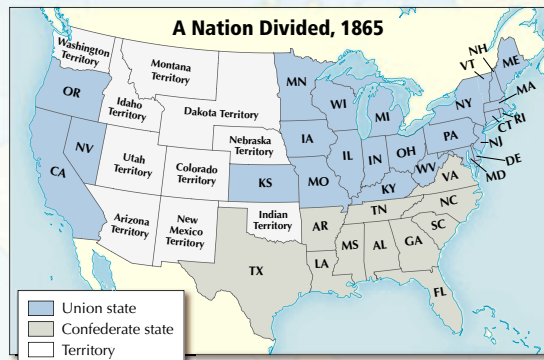 A Nation Divided, 1865
Washington
Territory
Montana
Territory
OR
Idaho
Territory
Dakota Territory
MN
WI
MI
NH
VT
ME
MA
NY
RI
CT
NJ
PA
DE
MD
Nebraska
Territory
IA
NV
CA
Utah
Territory
Colorado
Territory
KS
MO
IL
IN
OH
WV
VA
KY
Arizona
Territory
New
Mexico
Territory
Indian
Territory
AR
TN
NC
SC
MS
AL
GA
TX
LA
FL
Union state
Confederate state
Territory